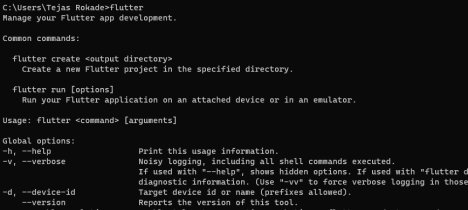 C:\Users\Tejas Rokade>flutter
Manage your Flutter app development.
Common commands:
flutter create <output directory>
Create a new Flutter project in the specified directory.
flutter run [options]
Run your Flutter application on an attached device or in an emulator.
Usage: flutter <command> [arguments]
Global options:
-h, --help Print this usage information.
-v, --verbose Noisy logging, including all shell commands executed.
If used with "--help", shows hidden options. If used with "flutter d
diagnostic information. (Use "-vv" to force verbose logging in those
-d, --device-id Target device id or name (prefixes allowed).
--version Reports the version of this tool.